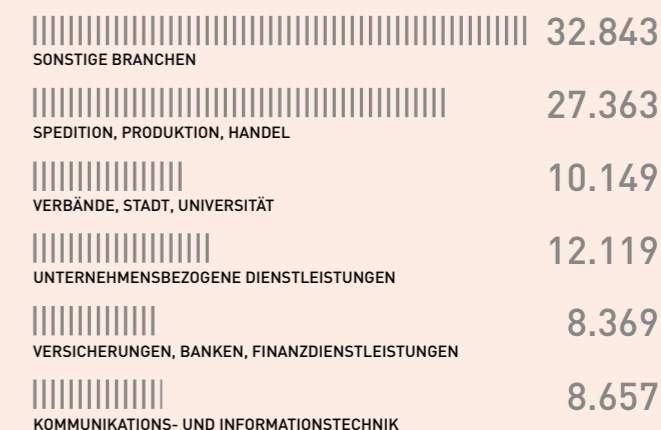 32.843
SONSTIGE BRANCHEN
27.363
SPEDITION, PRODUKTION, HANDEL
10.149
VERBÄNDE, STADT, UNIVERSITÄT
12.119
UNTERNEHMENSBEZOGENE DIENSTLEISTUNGEN
8.369
VERSICHERUNGEN, BANKEN, FINANZDIENSTLEISTUNGEN
8.657
KOMMUNIKATIONS- UND INFORMATIONSTECHNIK